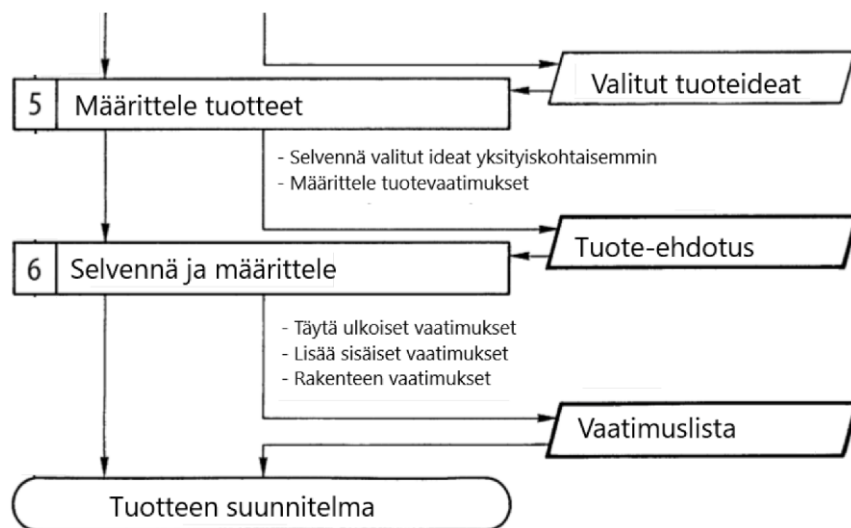 Valitut tuoteideat
5 Määrittele tuotteet
- Selvennä valitut ideat yksityiskohtaisemmin
- Määrittele tuotevaatimukset
Tuote-ehdotus
6 Selvennä ja määrittele
- Täytä ulkoiset vaatimukset
- Lisää sisäiset vaatimukset
- Rakenteen vaatimukset
Vaatimuslista
Tuotteen suunnitelma